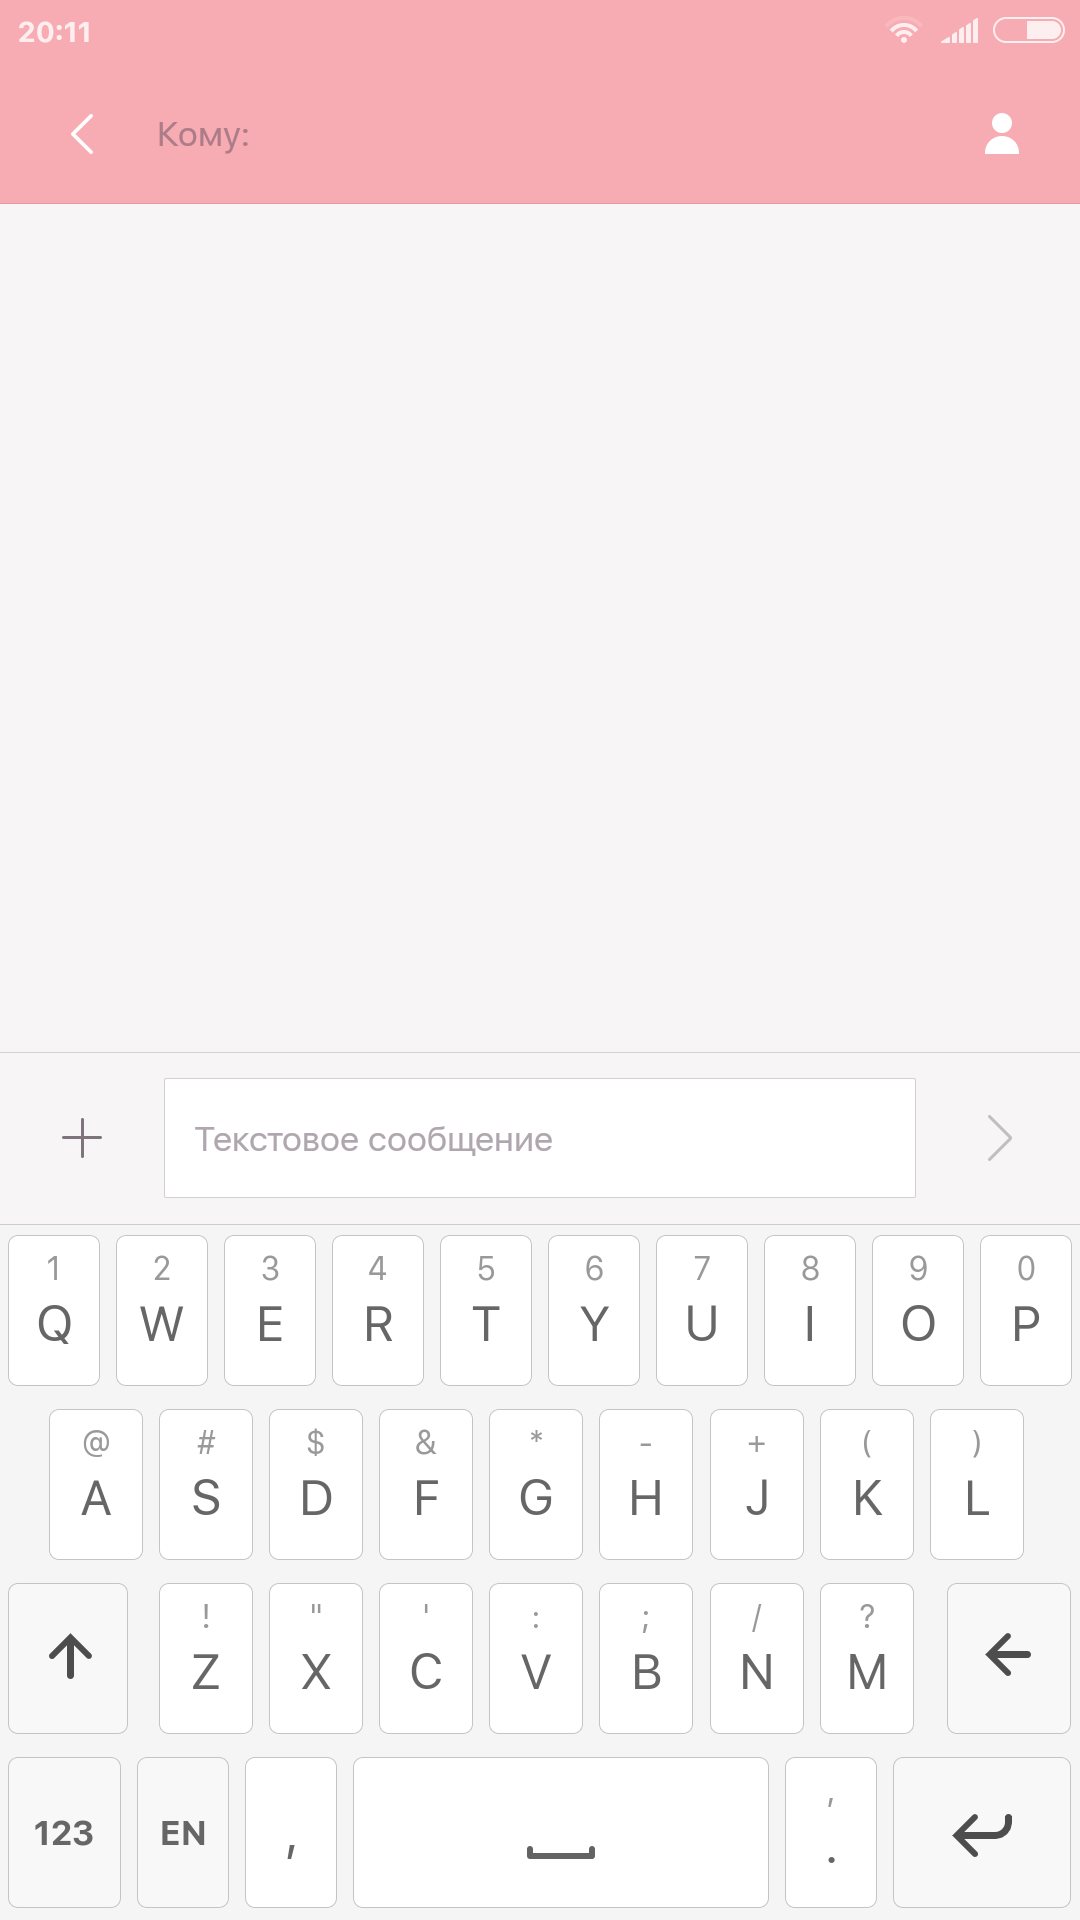 20:11
Кому:
Текстовое сообщение
1 2 3 4 5 6 7 8 9 0
Q W E R T Y U I O P
@ # $ & * - + ( )
A S D F G H J K L
! " ' : ; / ?
Z X C V B N M
,
123 EN , .